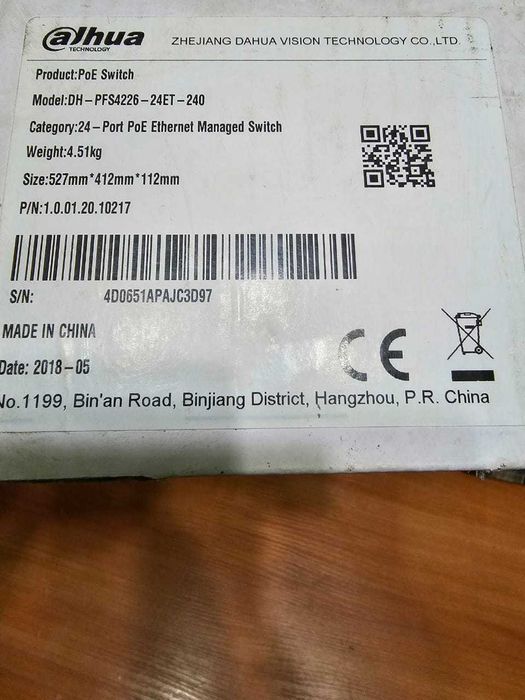 alhua
TECHNOLOGY
ZHEJIANG DAHUA VISION TECHNOLOGY CO.,LTD.
Product:PoE Switch
Model:DH-PFS4226-24ET-240
Category:24-Port PoE Ethernet Managed Switch
Weight:4.51kg
Size:527mm*412mm*112mm
P/N:1.0.01.20.10217
S/N: 4D0651APAJC3D97
MADE IN CHINA
Date: 2018-05
CE
No.1199, Bin'an Road, Binjiang District, Hangzhou, P.R. China